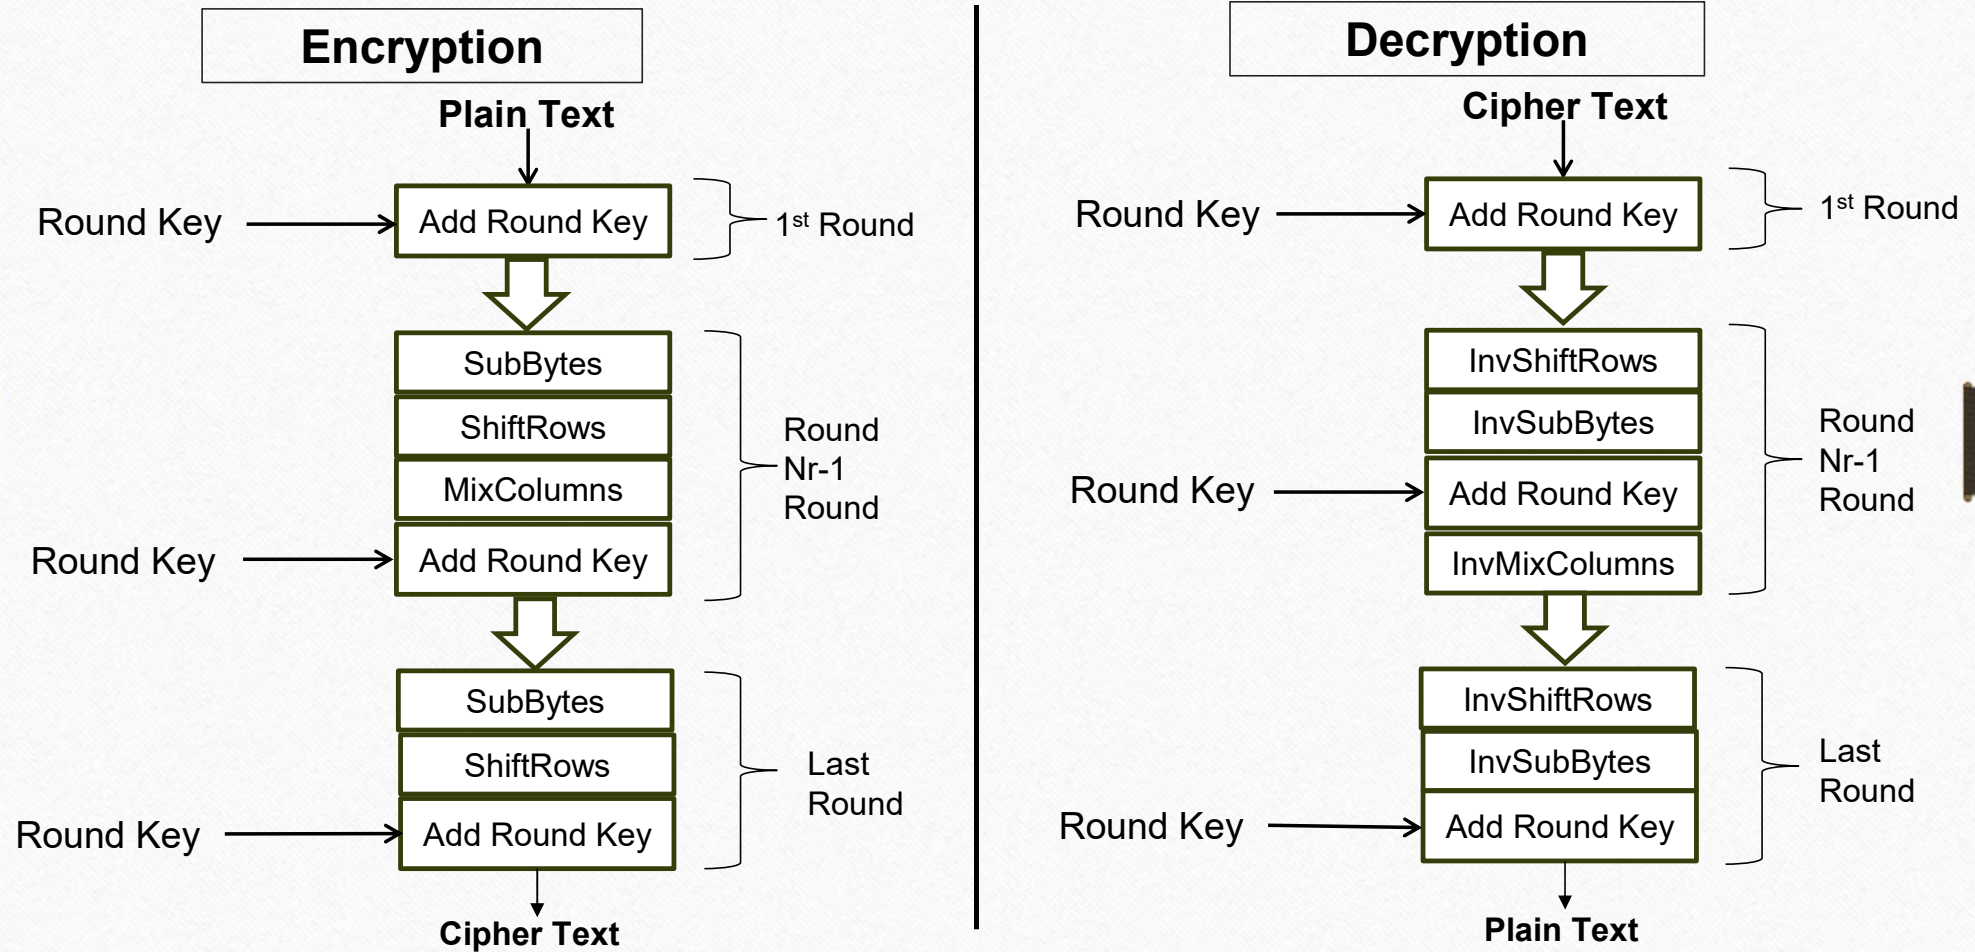 Encryption
Plain Text
Round Key
Add Round Key
1st Round
SubBytes
ShiftRows
MixColumns
Round Key
Add Round Key
Round
Nr-1
Round
SubBytes
ShiftRows
Round Key
Add Round Key
Last
Round
Cipher Text
Decryption
Cipher Text
Round Key
Add Round Key
1st Round
InvShiftRows
InvSubBytes
Round Key
Add Round Key
InvMixColumns
Round
Nr-1
Round
InvShiftRows
InvSubBytes
Round Key
Add Round Key
Last
Round
Plain Text